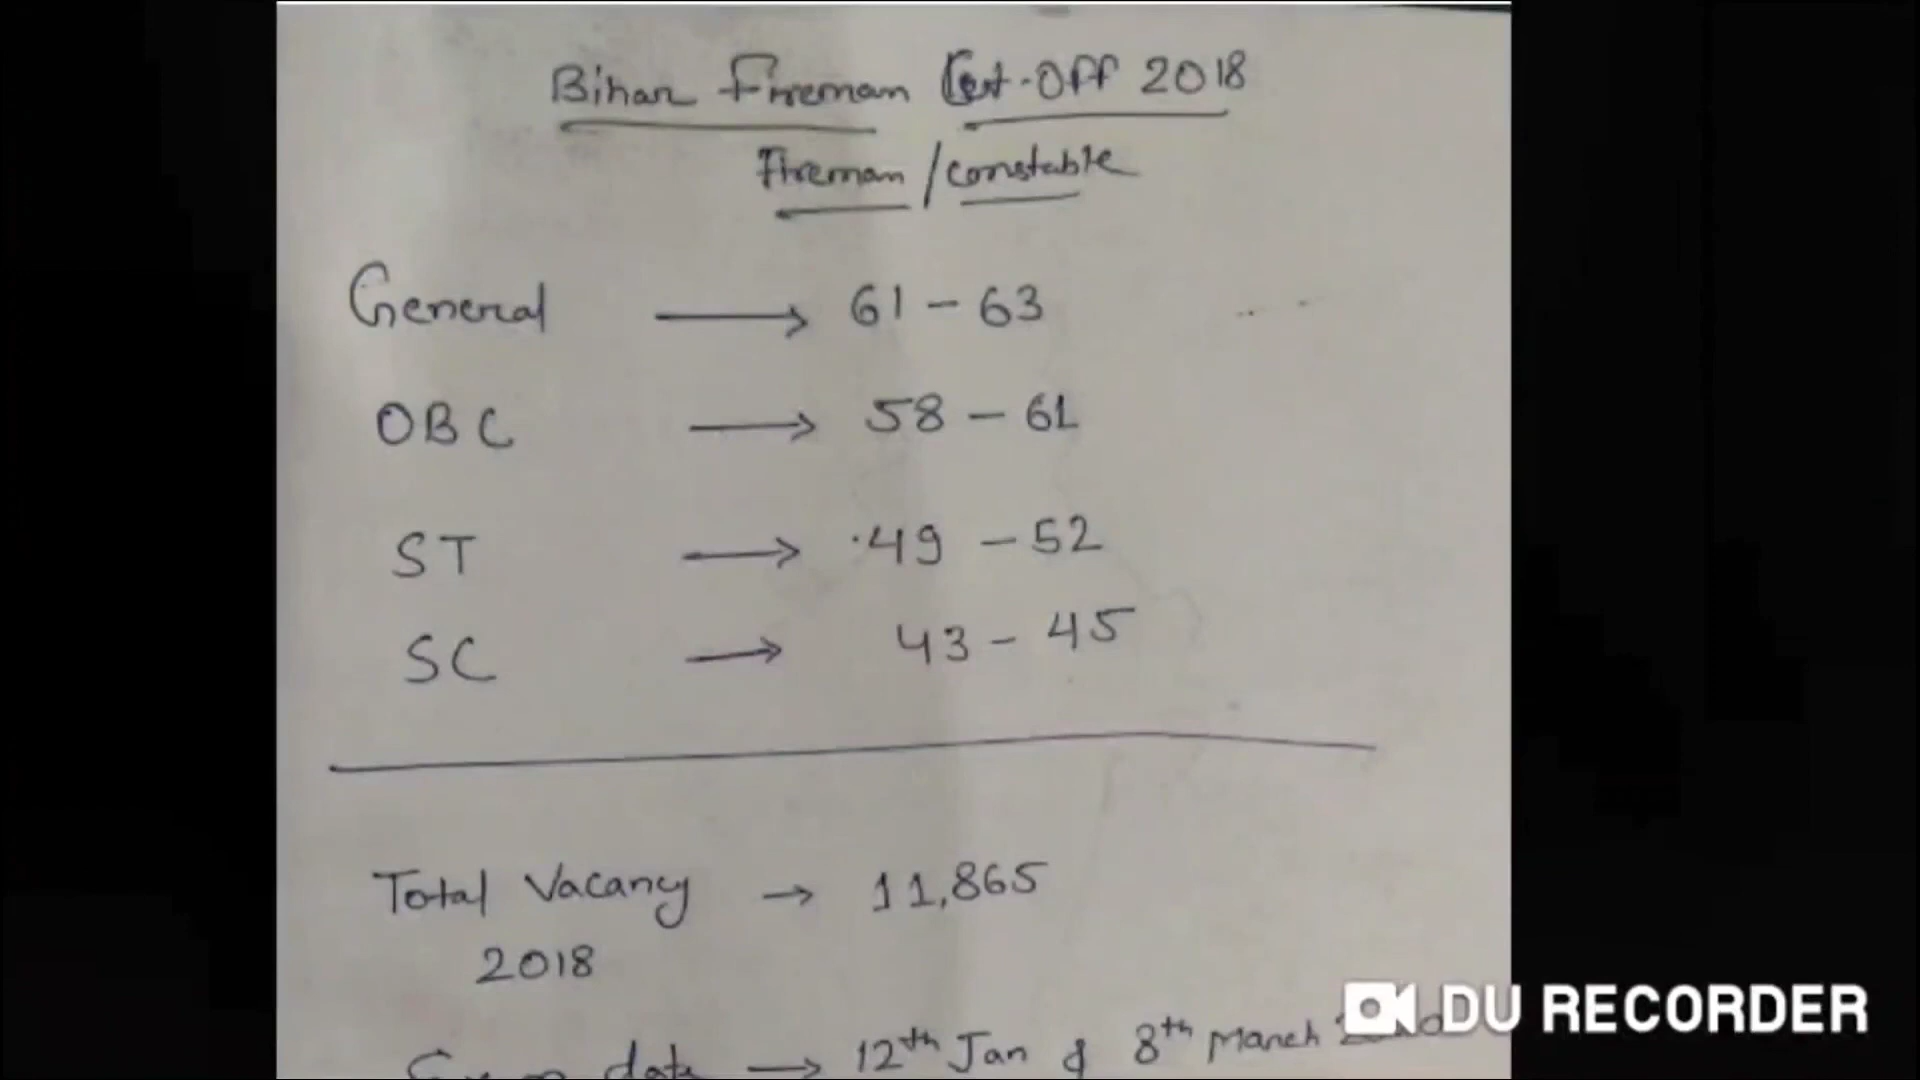 Bihar Fireman Cut-OFF 2018
Fireman / constable
General → 61 - 63
OBC → 58 - 61
ST → 49 - 52
SC → 43 - 45
Total Vacancy → 11,865
2018
date → 12th Jan & 8th March
DU RECORDER